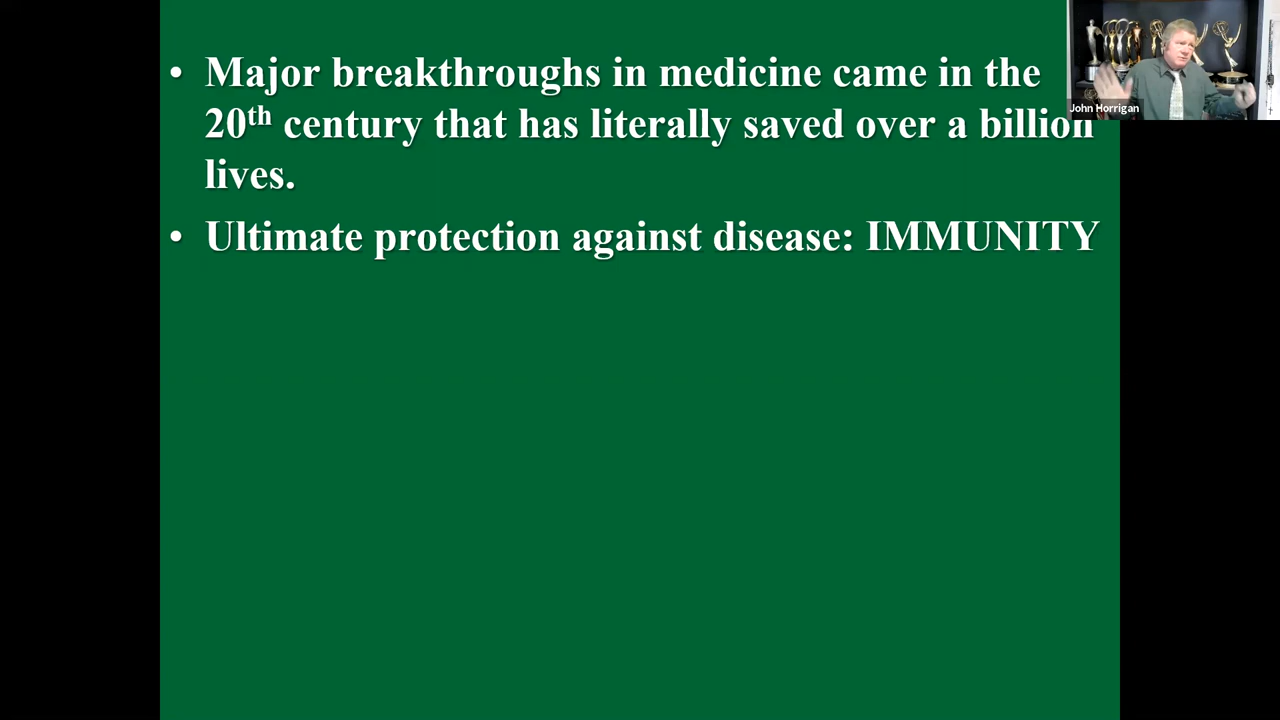 • Major breakthroughs in medicine came in the
20th century that has literally saved over a billion
lives.
• Ultimate protection against disease: IMMUNITY
John Horrigan